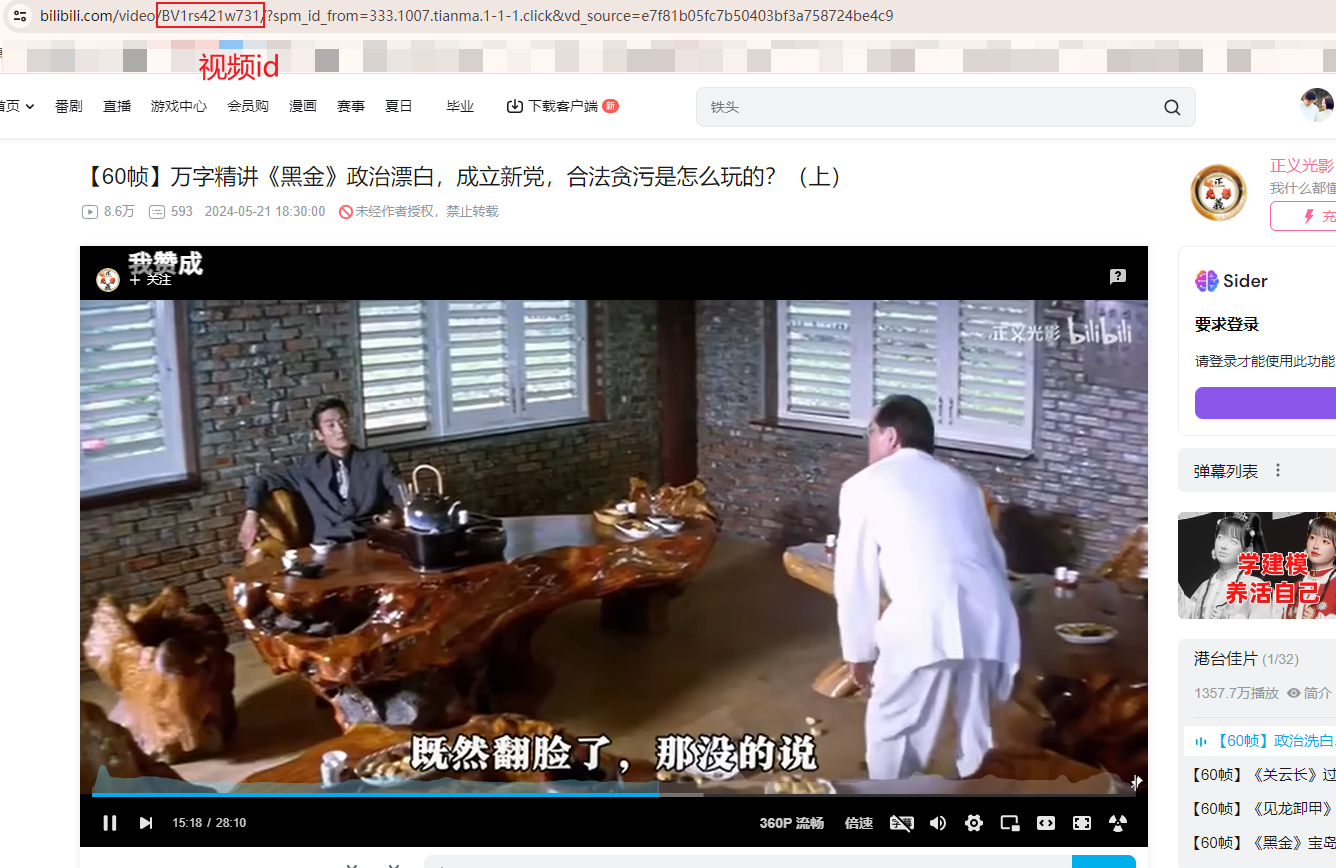 bilibili.com/video/BV1rs421w731/?spm_id_from=333.1007.tianma.1-1-1.click&vd_source=e7f81b05fc7b50403bf3a758724be4c9
视频id
首页 番剧 直播 游戏中心 会员购 漫画 赛事 夏日 毕业 下载客户端 新 铁头
【60帧】万字精讲《黑金》政治漂白，成立新党，合法贪污是怎么玩的？（上）
8.6万 593 2024-05-21 18:30:00 未经作者授权，禁止转载
正义光影
我什么都懂
充
我赞成
+ 关注
正义光影 bilibili
Sider
要求登录
请登录才能使用此功能
弹幕列表
学建模
养活自己
港台佳片 (1/32)
1357.7万播放 简介
【60帧】政治洗白
【60帧】《关云长》过
【60帧】《见龙卸甲》
【60帧】《黑金》宝岛
既然翻脸了，那没的说
15:18 / 28:10 360P 流畅 倍速